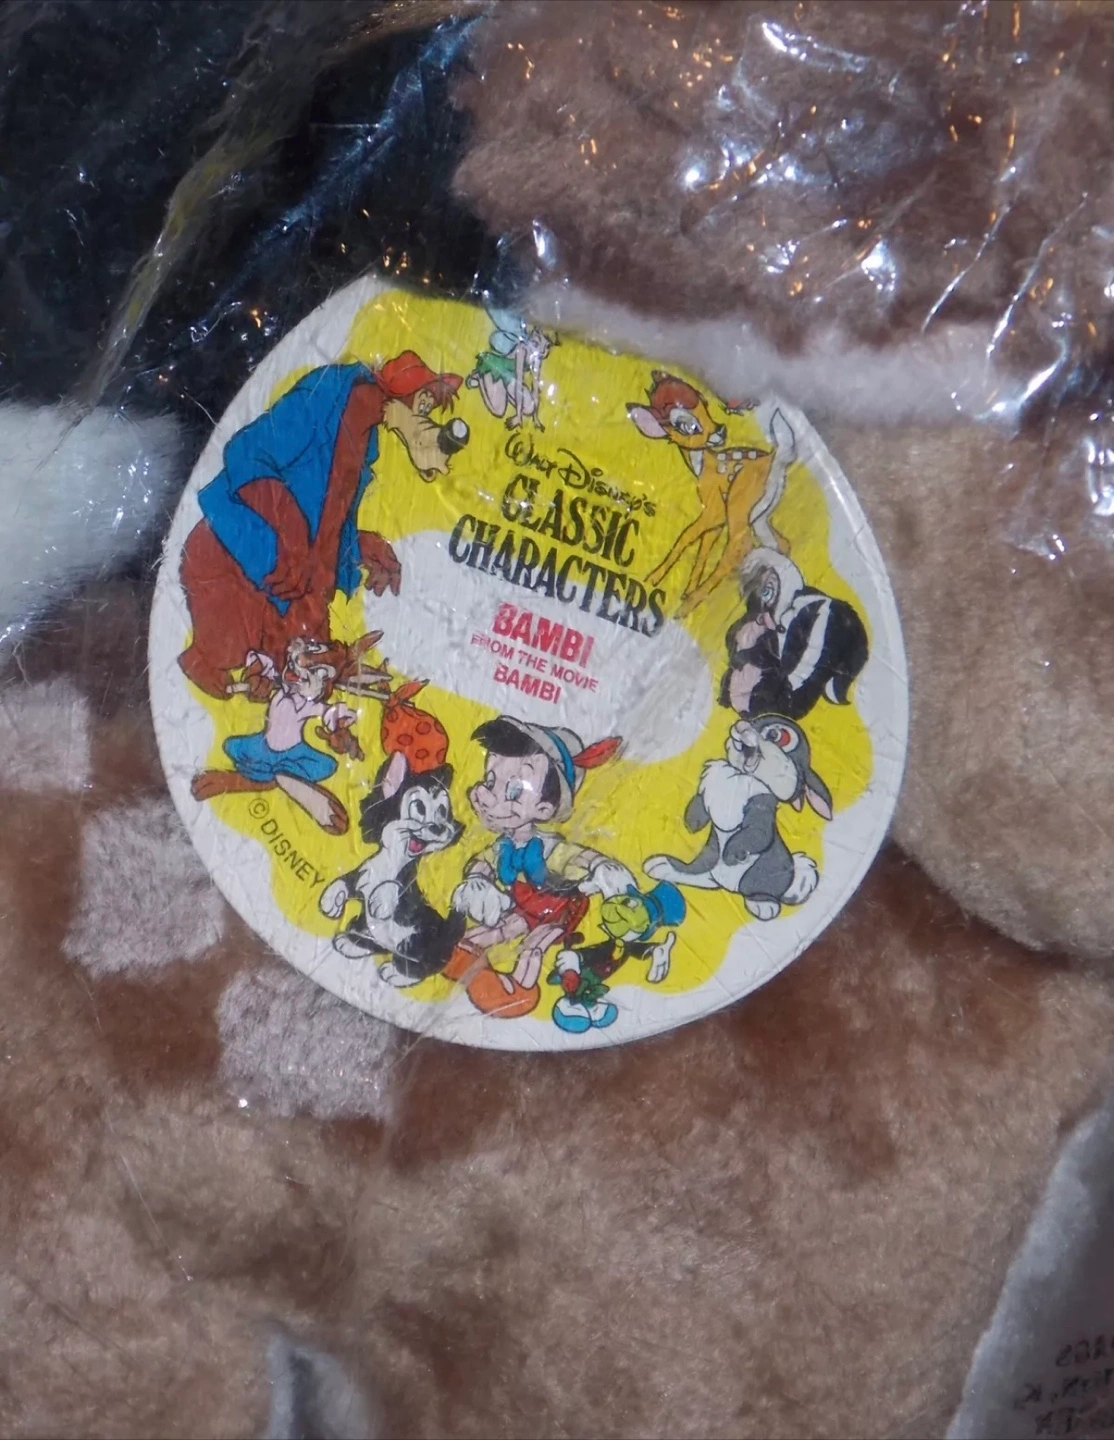 Walt Disney's
CLASSIC
CHARACTERS
BAMBI
FROM THE MOVIE
BAMBI
©DISNEY